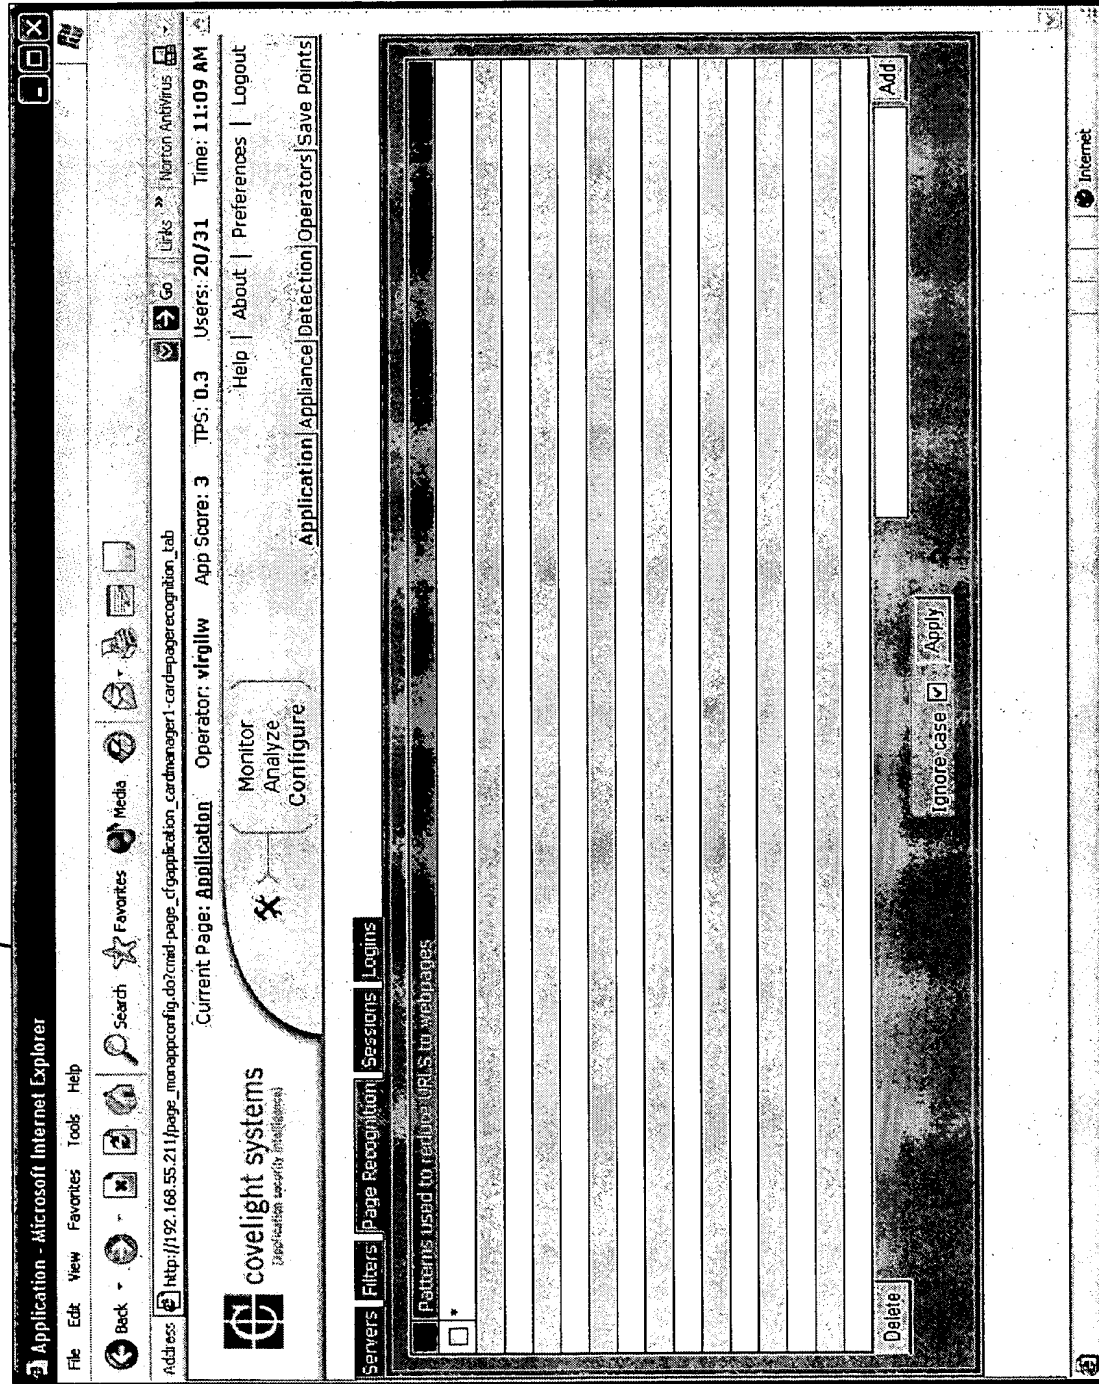 Application - Microsoft Internet Explorer
File Edit View Favorites Tools Help
Back Search Favorites Media
Address http://192.168.55.211/page_monappconfig.do?cmid-page_cfgapplication_cardmanager1-card=pagerecognition_tab Go Links » Norton AntiVirus
Current Page: Application Operator: virgilw App Score: 3 TPS: 0.3 Users: 20/31 Time: 11:09 AM
covelight systems
[application security intelligence]
Monitor
Analyze
Configure
Help | About | Preferences | Logout
Application Appliance Detection Operators Save Points
Servers Filters Page Recognition Sessions Logins
Patterns used to reduce URLS to webpages
*
Delete Add
Ignore case Apply
Internet